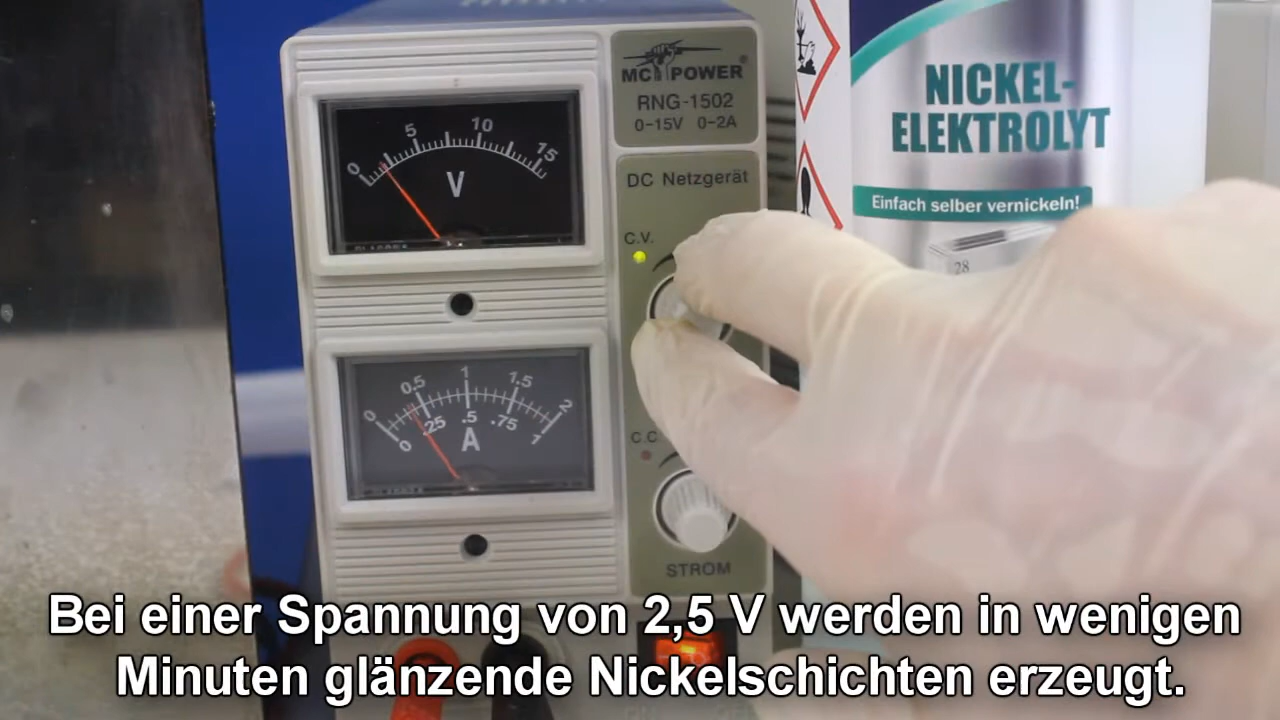 MC POWER®
RNG-1502
0-15V 0-2A
0 5 10 15
V
DC Netzgerät
C.V.
0 0.5 1 1.5 2
0 .25 .5 .75 1
A
C.C.
STROM
NICKEL-
ELEKTROLYT
Einfach selber vernickeln!
28
Bei einer Spannung von 2,5 V werden in wenigen
Minuten glänzende Nickelschichten erzeugt.